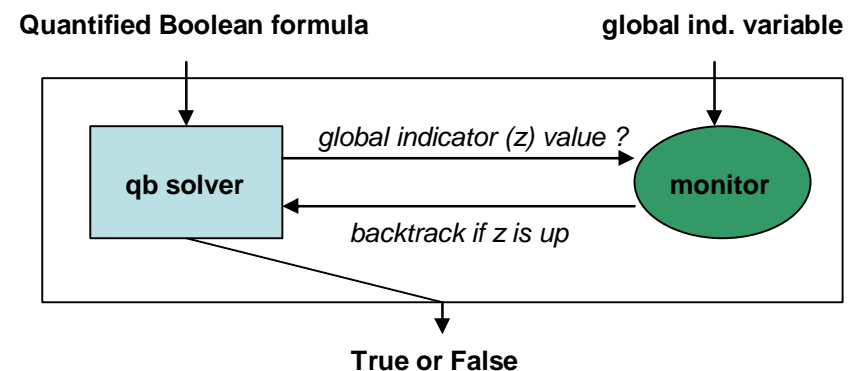 Quantified Boolean formula
global ind. variable
global indicator (z) value ?
qb solver
monitor
backtrack if z is up
True or False